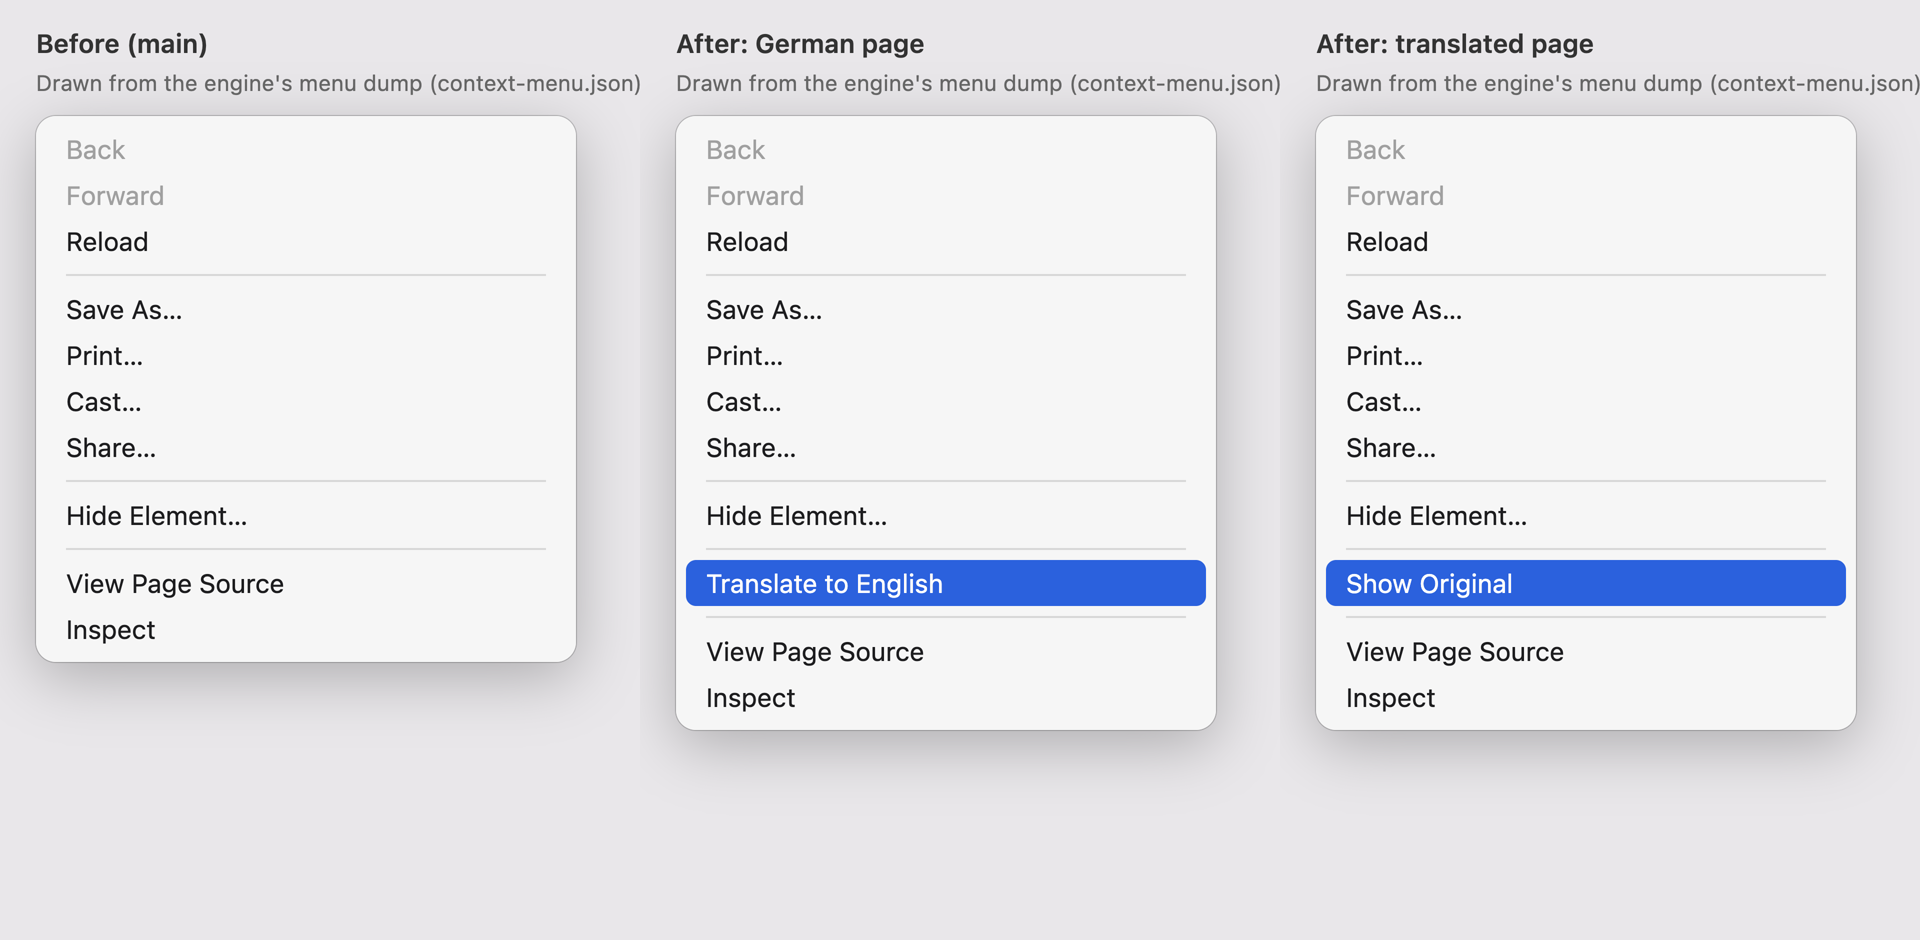 Before (main)
Drawn from the engine's menu dump (context-menu.json)
Back
Forward
Reload
Save As...
Print...
Cast...
Share...
Hide Element...
View Page Source
Inspect
After: German page
Drawn from the engine's menu dump (context-menu.json)
Back
Forward
Reload
Save As...
Print...
Cast...
Share...
Hide Element...
Translate to English
View Page Source
Inspect
After: translated page
Drawn from the engine's menu dump (context-menu.json)
Back
Forward
Reload
Save As...
Print...
Cast...
Share...
Hide Element...
Show Original
View Page Source
Inspect